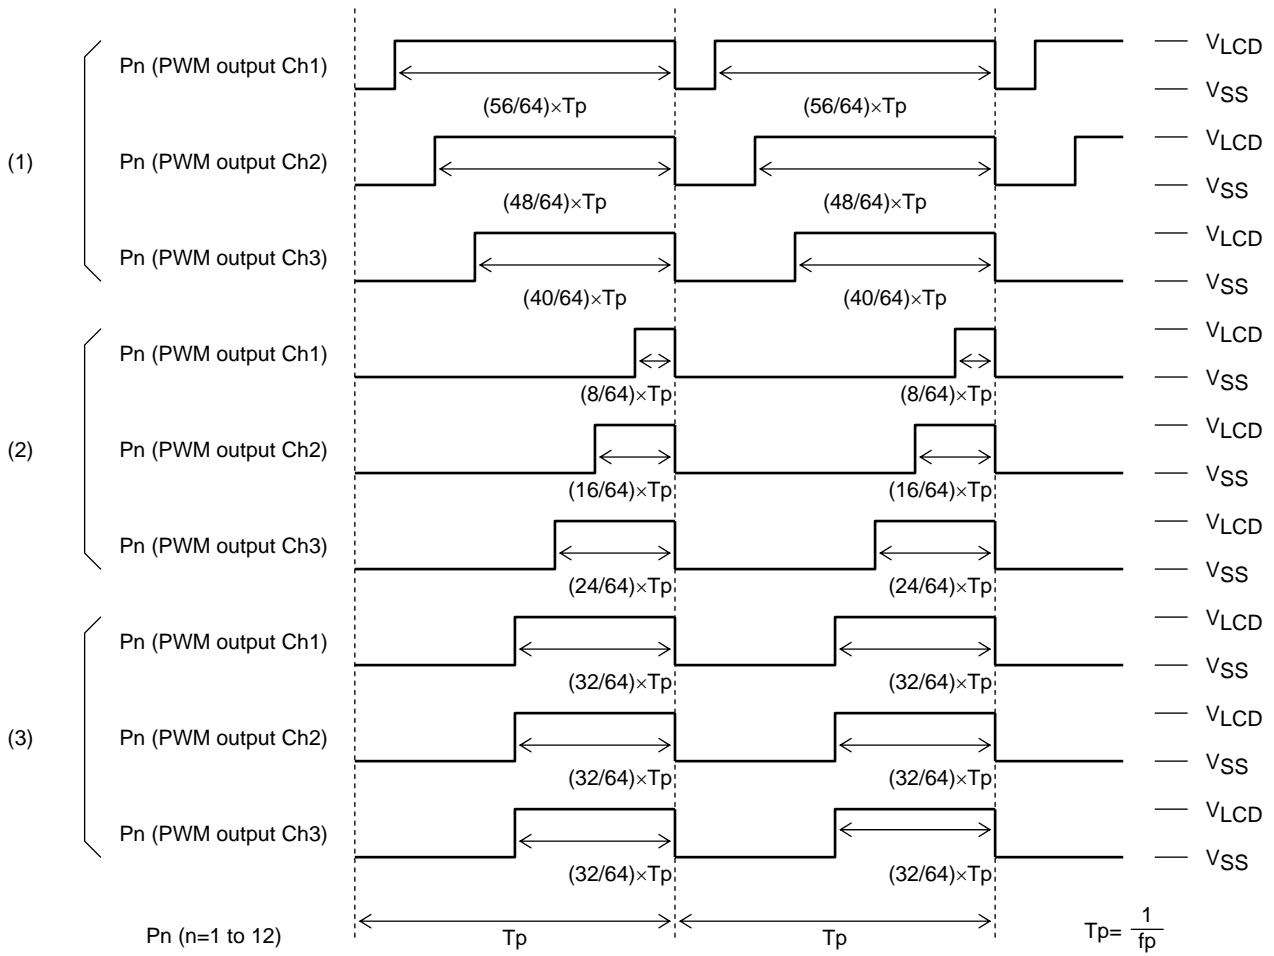 (1)
Pn (PWM output Ch1)
(56/64)×Tp
(56/64)×Tp
VLCD
VSS
Pn (PWM output Ch2)
(48/64)×Tp
(48/64)×Tp
VLCD
VSS
Pn (PWM output Ch3)
(40/64)×Tp
(40/64)×Tp
VLCD
VSS
(2)
Pn (PWM output Ch1)
(8/64)×Tp
(8/64)×Tp
VLCD
VSS
Pn (PWM output Ch2)
(16/64)×Tp
(16/64)×Tp
VLCD
VSS
Pn (PWM output Ch3)
(24/64)×Tp
(24/64)×Tp
VLCD
VSS
(3)
Pn (PWM output Ch1)
(32/64)×Tp
(32/64)×Tp
VLCD
VSS
Pn (PWM output Ch2)
(32/64)×Tp
(32/64)×Tp
VLCD
VSS
Pn (PWM output Ch3)
(32/64)×Tp
(32/64)×Tp
VLCD
VSS
Pn (n=1 to 12)
Tp
Tp
Tp= 1/fp